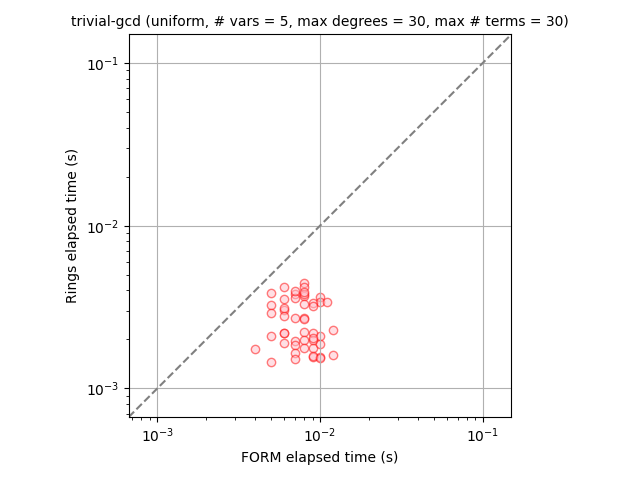 trivial-gcd (uniform, # vars = 5, max degrees = 30, max # terms = 30)
Rings elapsed time (s)
10⁻¹
10⁻²
10⁻³
10⁻³ 10⁻² 10⁻¹
FORM elapsed time (s)